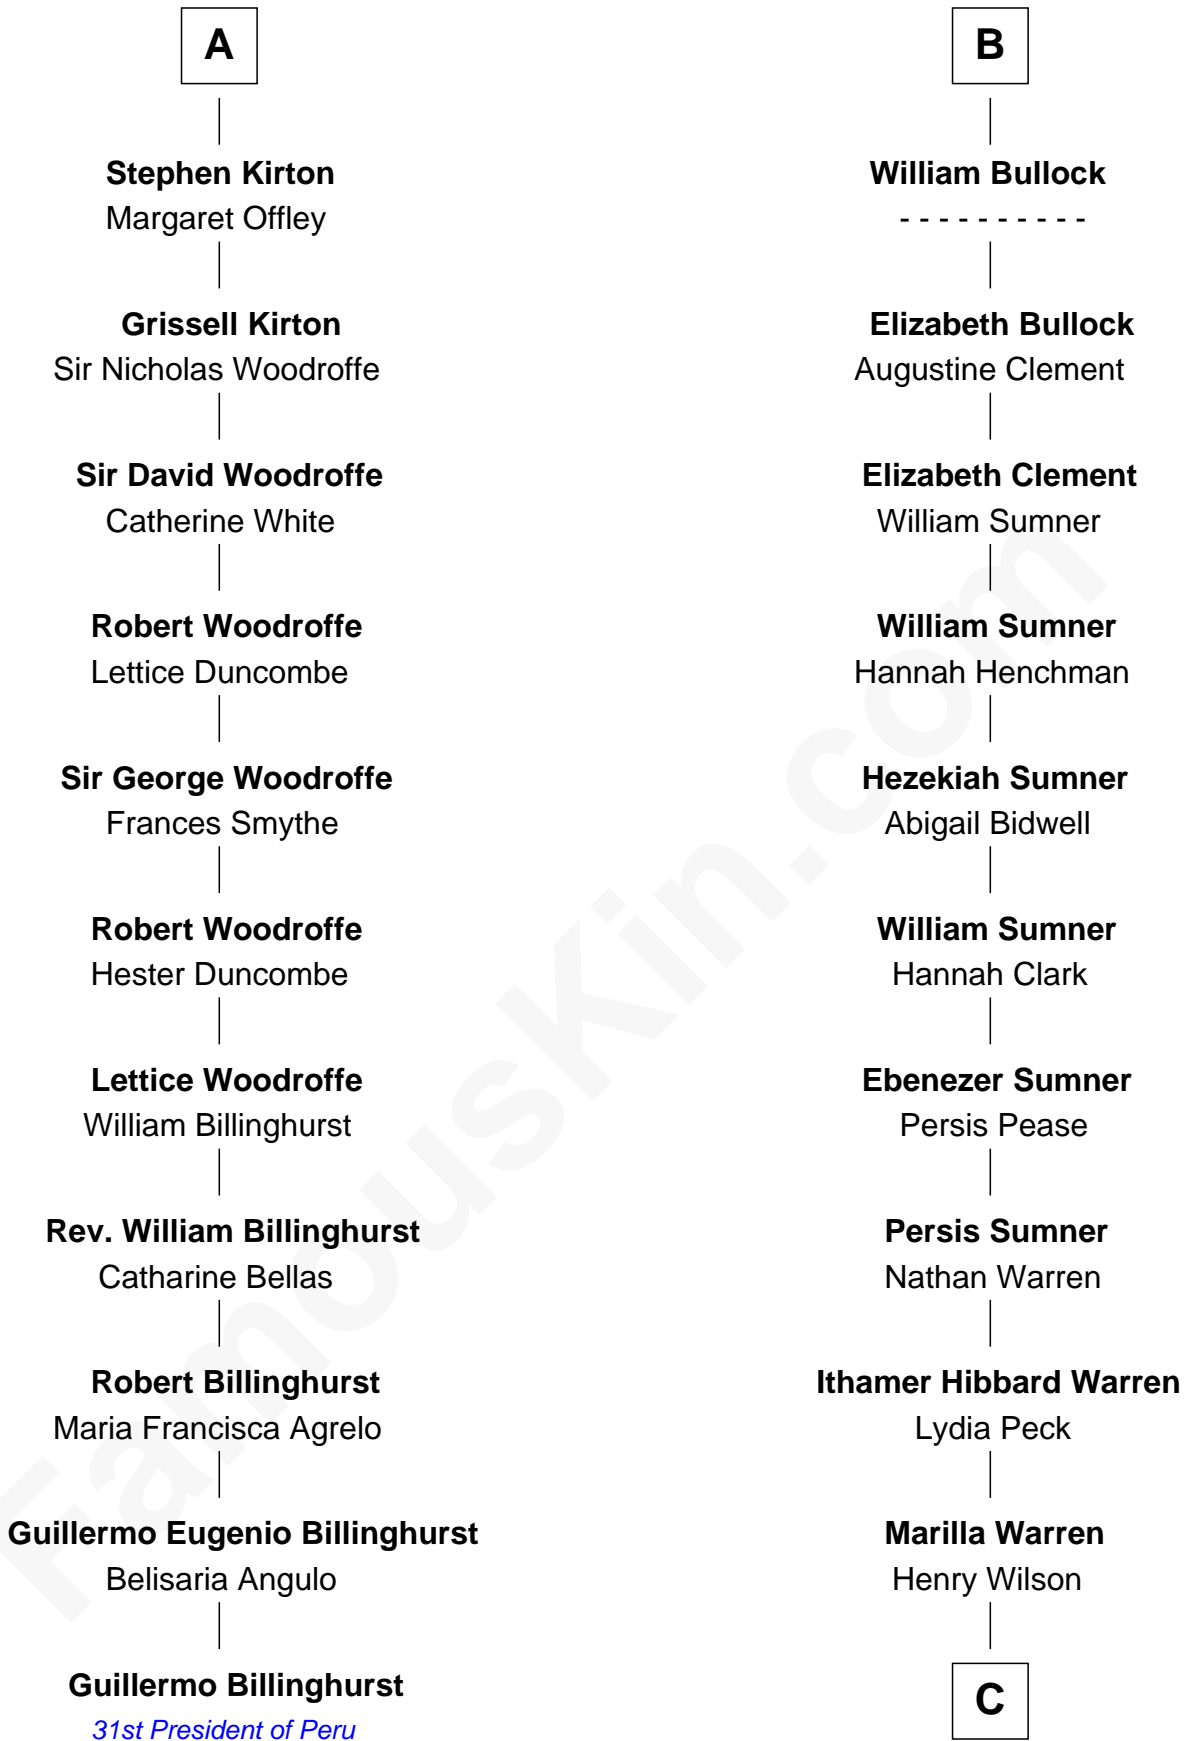 A
Stephen Kirton
Margaret Offley
Grissell Kirton
Sir Nicholas Woodroffe
Sir David Woodroffe
Catherine White
Robert Woodroffe
Lettice Duncombe
Sir George Woodroffe
Frances Smythe
Robert Woodroffe
Hester Duncombe
Lettice Woodroffe
William Billinghurst
Rev. William Billinghurst
Catharine Bellas
Robert Billinghurst
Maria Francisca Agrelo
Guillermo Eugenio Billinghurst
Belisaria Angulo
Guillermo Billinghurst
31st President of Peru
B
William Bullock
- - - - - - - - - -
Elizabeth Bullock
Augustine Clement
Elizabeth Clement
William Sumner
William Sumner
Hannah Henchman
Hezekiah Sumner
Abigail Bidwell
William Sumner
Hannah Clark
Ebenezer Sumner
Persis Pease
Persis Sumner
Nathan Warren
Ithamer Hibbard Warren
Lydia Peck
Marilla Warren
Henry Wilson
C
FamousKin.com